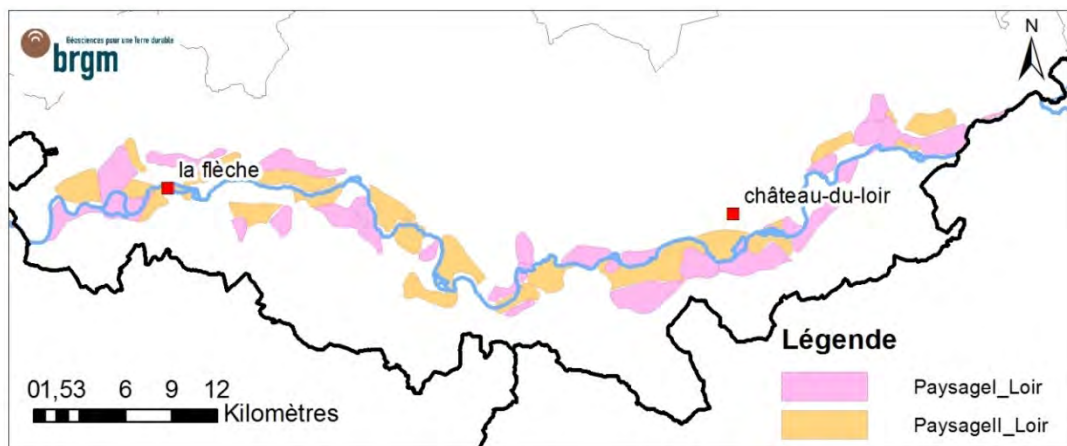 Géosciences pour une Terre durable
brgm
N
la flèche
château-du-loir
Légende
PaysageI_Loir
PaysageII_Loir
01,53 6 9 12
Kilomètres